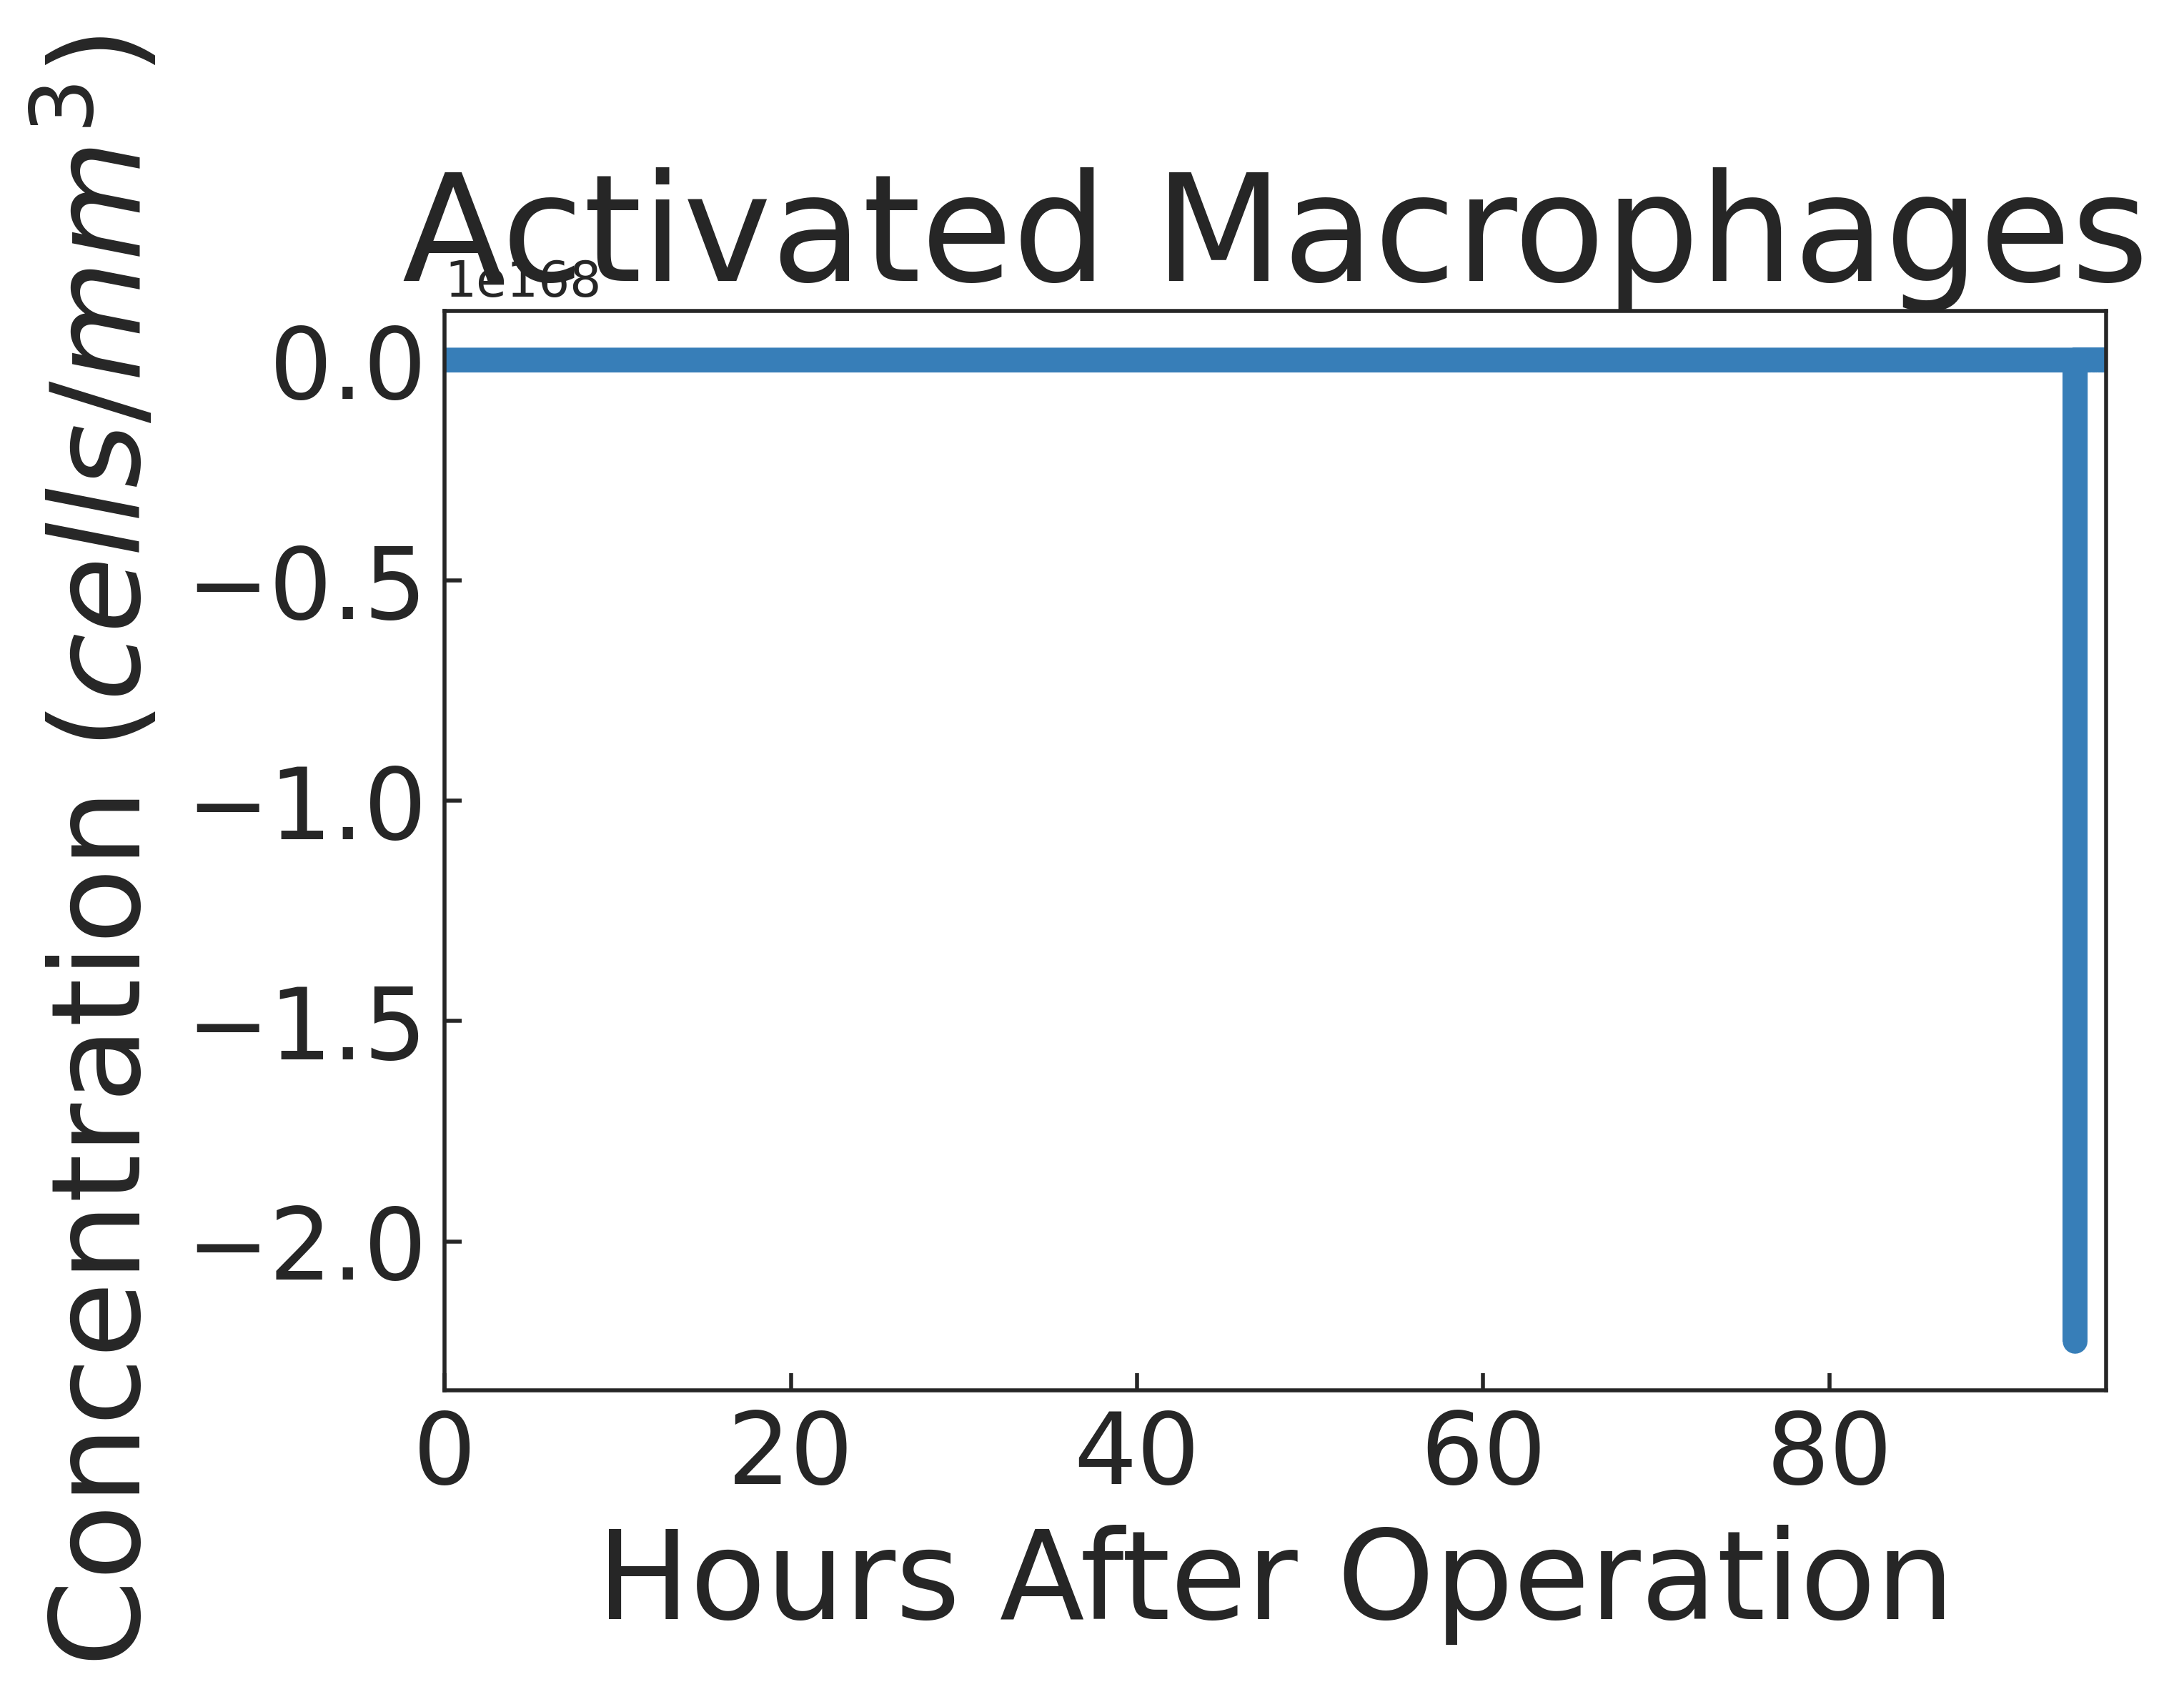 Activated Macrophages
1e168
Concentration (cells/mm³)
0.0
−0.5
−1.0
−1.5
−2.0
0 20 40 60 80
Hours After Operation